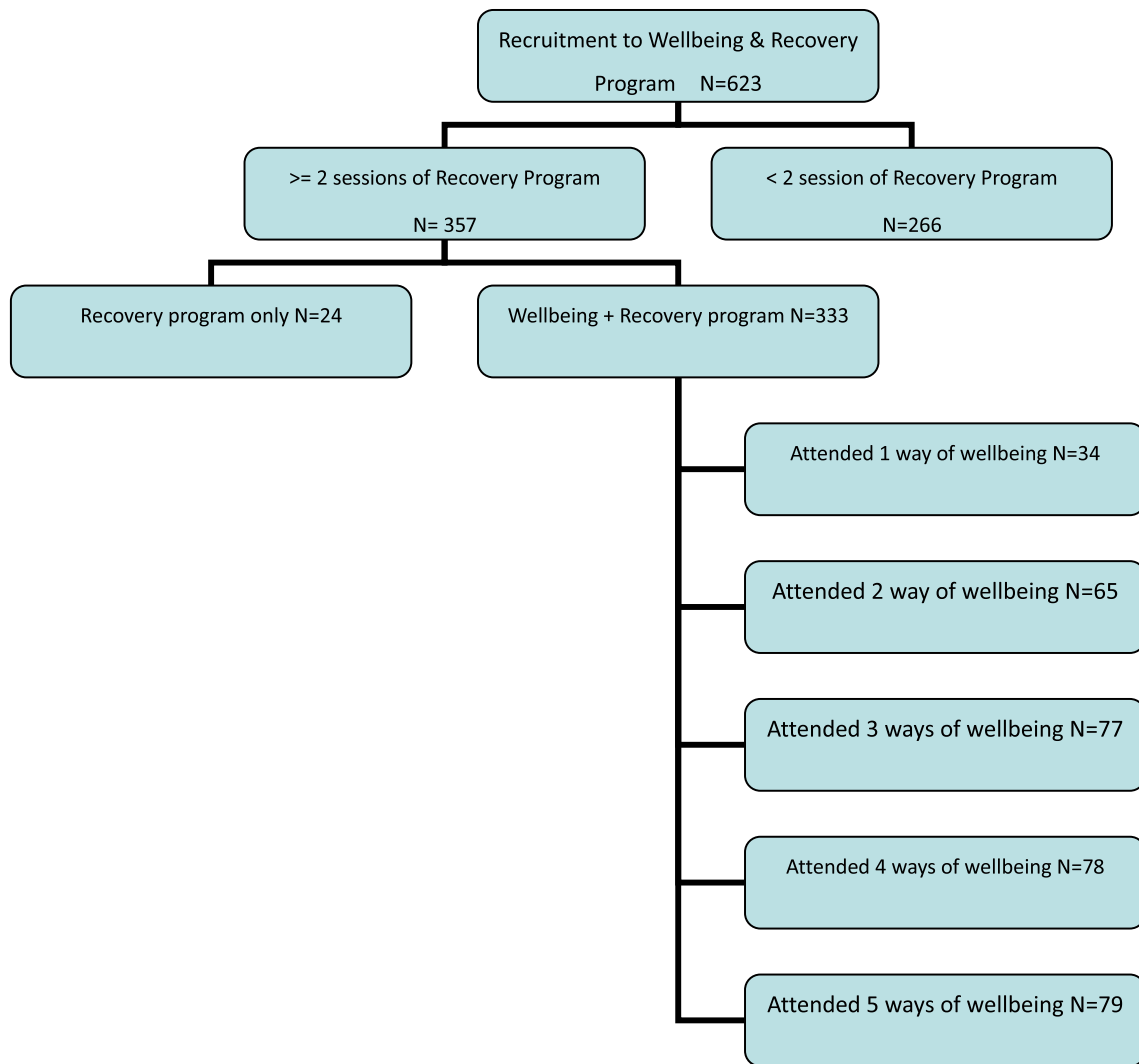 Recruitment to Wellbeing & Recovery
Program N=623
>= 2 sessions of Recovery Program
N= 357
< 2 session of Recovery Program
N=266
Recovery program only N=24
Wellbeing + Recovery program N=333
Attended 1 way of wellbeing N=34
Attended 2 way of wellbeing N=65
Attended 3 ways of wellbeing N=77
Attended 4 ways of wellbeing N=78
Attended 5 ways of wellbeing N=79